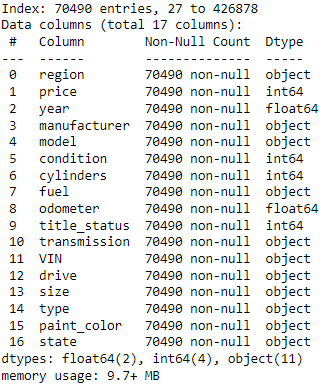 Index: 70490 entries, 27 to 426878
Data columns (total 17 columns):
 #   Column        Non-Null Count  Dtype
---  ------        --------------  -----
 0   region        70490 non-null  object
 1   price         70490 non-null  int64
 2   year          70490 non-null  float64
 3   manufacturer  70490 non-null  object
 4   model         70490 non-null  object
 5   condition     70490 non-null  int64
 6   cylinders     70490 non-null  int64
 7   fuel          70490 non-null  object
 8   odometer      70490 non-null  float64
 9   title_status  70490 non-null  int64
 10  transmission  70490 non-null  object
 11  VIN           70490 non-null  object
 12  drive         70490 non-null  object
 13  size          70490 non-null  object
 14  type          70490 non-null  object
 15  paint_color   70490 non-null  object
 16  state         70490 non-null  object
dtypes: float64(2), int64(4), object(11)
memory usage: 9.7+ MB